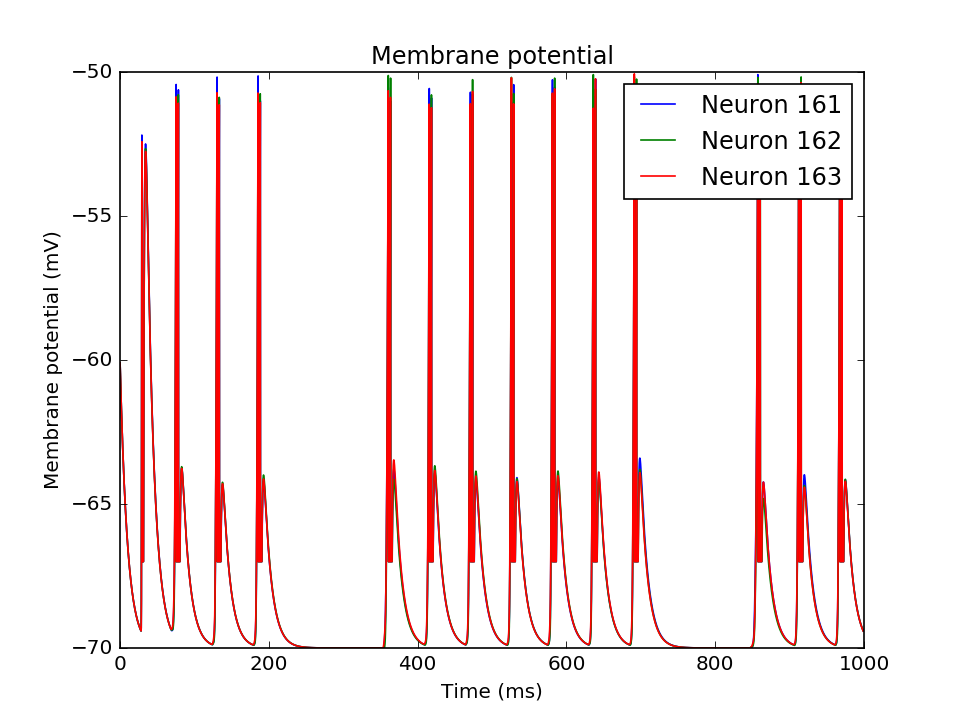 Membrane potential
−50
−55
−60
−65
−70
Membrane potential (mV)
Neuron 161
Neuron 162
Neuron 163
0 200 400 600 800 1000
Time (ms)